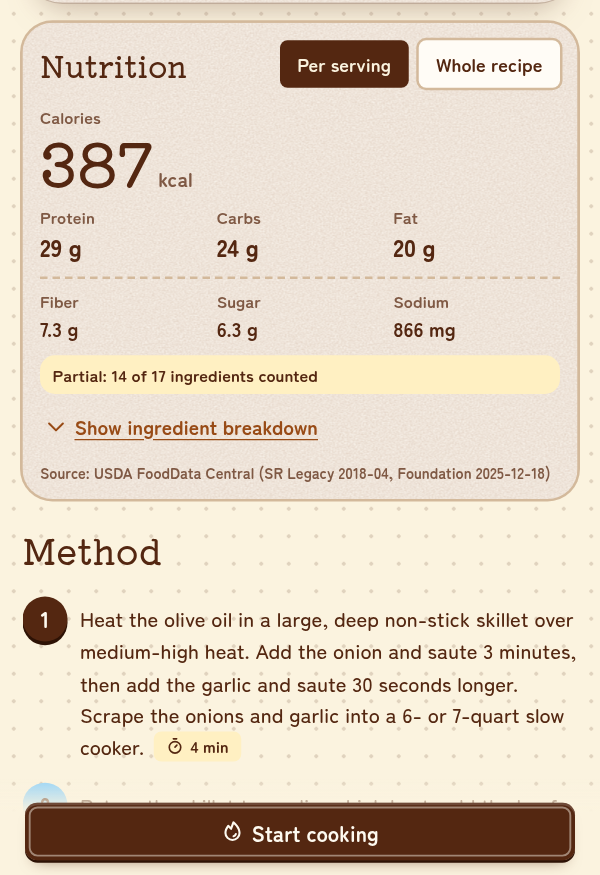 Nutrition
Per serving
Whole recipe
Calories
387 kcal
Protein
Carbs
Fat
29 g
24 g
20 g
Fiber
Sugar
Sodium
7.3 g
6.3 g
866 mg
Partial: 14 of 17 ingredients counted
Show ingredient breakdown
Source: USDA FoodData Central (SR Legacy 2018-04, Foundation 2025-12-18)
Method
1
Heat the olive oil in a large, deep non-stick skillet over
medium-high heat. Add the onion and saute 3 minutes,
then add the garlic and saute 30 seconds longer.
Scrape the onions and garlic into a 6- or 7-quart slow
cooker. 4 min
Start cooking